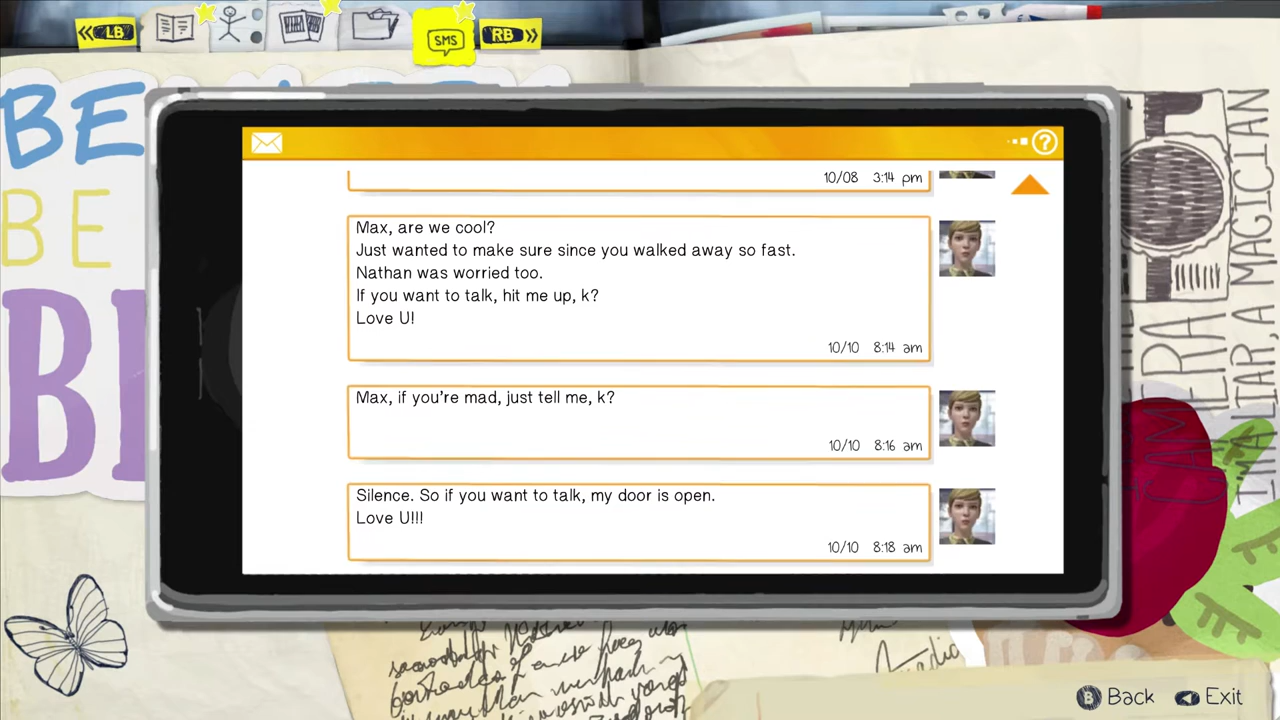 LB
SMS
RB
10/08 3:14 pm
Max, are we cool?
Just wanted to make sure since you walked away so fast.
Nathan was worried too.
If you want to talk, hit me up, k?
Love U!
10/10 8:14 am
Max, if you're mad, just tell me, k?
10/10 8:16 am
Silence. So if you want to talk, my door is open.
Love U!!!
10/10 8:18 am
BE
BE
CAMERA
LIAR, A MAGICIAN
B Back
Exit